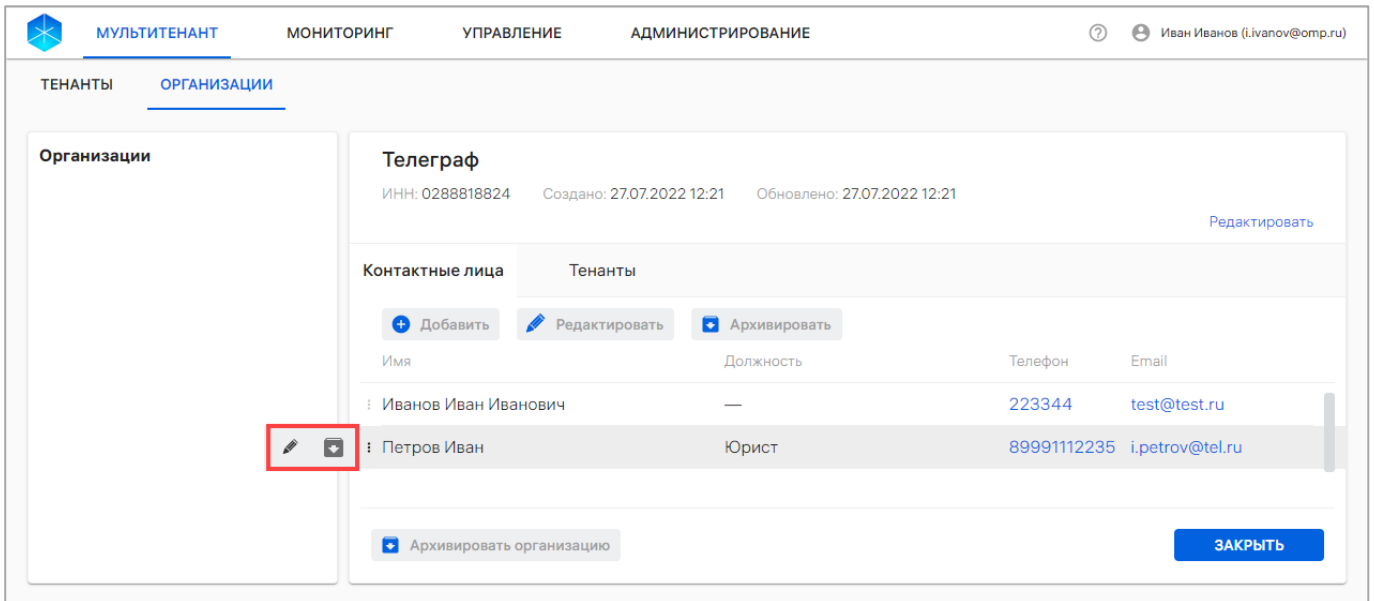 МУЛЬТИТЕНАНТ МОНИТОРИНГ УПРАВЛЕНИЕ АДМИНИСТРИРОВАНИЕ ? Иван Иванов (i.ivanov@omp.ru)
ТЕНАНТЫ ОРГАНИЗАЦИИ
Организации
Телеграф
ИНН: 0288818824 Создано: 27.07.2022 12:21 Обновлено: 27.07.2022 12:21
Редактировать
Контактные лица Тенанты
Добавить Редактировать Архивировать
Имя Должность Телефон Email
Иванов Иван Иванович — 223344 test@test.ru
Петров Иван Юрист 89991112235 i.petrov@tel.ru
Архивировать организацию ЗАКРЫТЬ